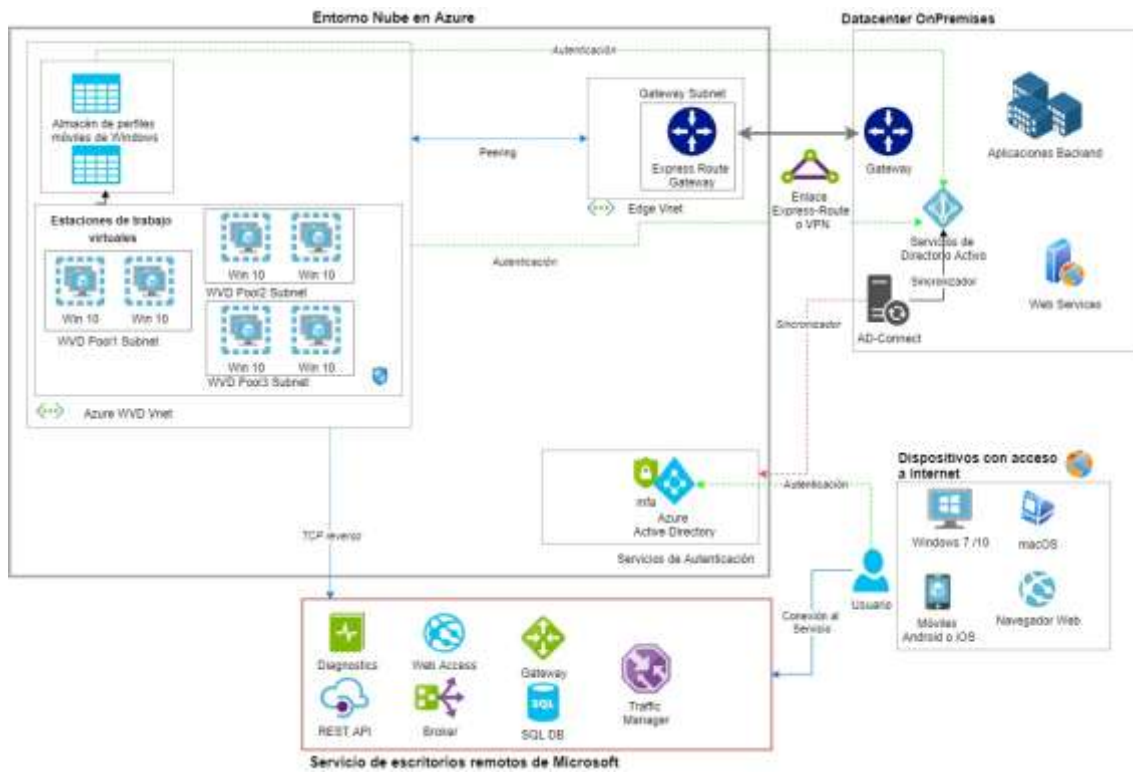 Entorno Nube en Azure
Almacén de perfiles
móviles de Windows
Estaciones de trabajo
virtuales
Win 10
Win 10
WVD Pool1 Subnet
Win 10
Win 10
WVD Pool2 Subnet
Win 10
Win 10
WVD Pool3 Subnet
Azure WVD Vnet
Autenticación
Peering
Autenticación
Gateway Subnet
Express Route
Gateway
Edge Vnet
TCP reverso
mfa
Azure
Active Directory
Servicios de Autenticación
Datacenter OnPremises
Gateway
Enlace
Express-Route
o VPN
Aplicaciones Backend
Servicios de
Directorio Activo
Sincronizador
AD-Connect
Web Services
Sincronizador
Autenticación
Usuario
Conexión al
Servicio
Dispositivos con acceso
a Internet
Windows 7 /10
macOS
Móviles
Android o iOS
Navegador Web
Diagnostics
Web Access
Gateway
Traffic
Manager
REST API
Broker
SQL
SQL DB
Servicio de escritorios remotos de Microsoft